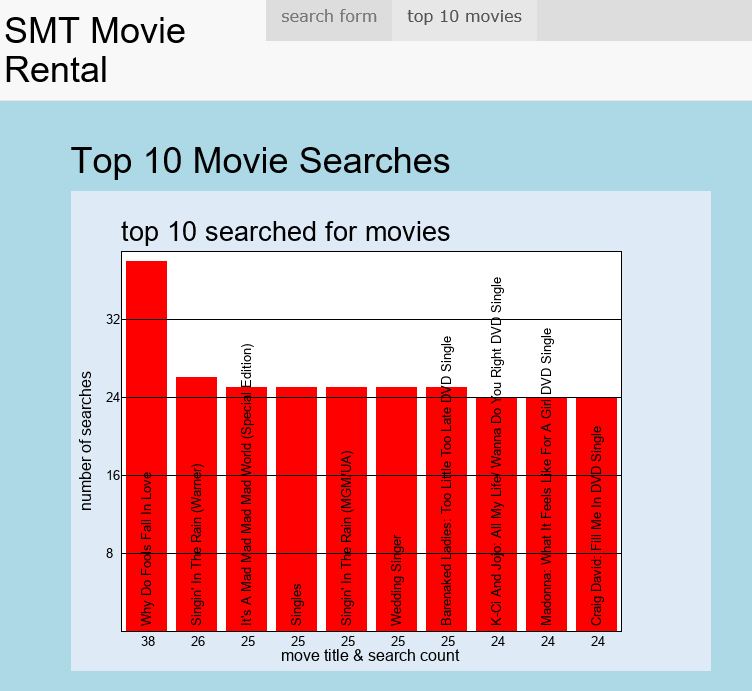 SMT Movie
Rental
search form
top 10 movies
Top 10 Movie Searches
top 10 searched for movies
number of searches
32
24
16
8
Why Do Fools Fall In Love
Singin' In The Rain (Warner)
It's A Mad Mad Mad Mad World (Special Edition)
Singles
Singin' In The Rain (MGM/UA)
Wedding Singer
Barenaked Ladies: Too Little Too Late DVD Single
K-Ci And Jojo: All My Life/ Wanna Do You Right DVD Single
Madonna: What It Feels Like For A Girl DVD Single
Craig David: Fill Me In DVD Single
38
26
25
25
25
25
25
24
24
24
move title & search count